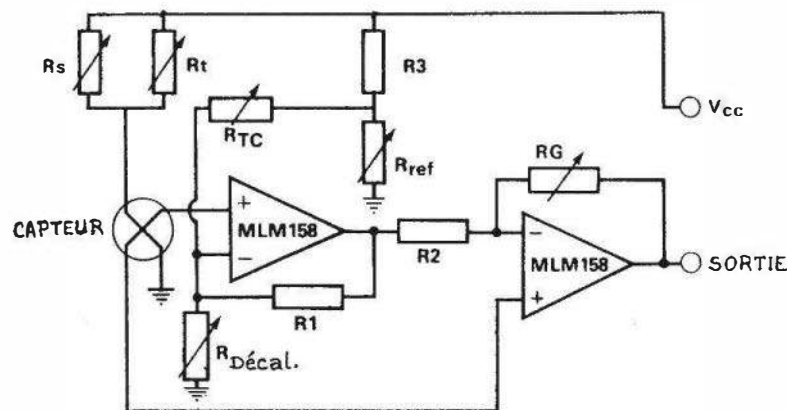 Rs
Rt
R3
Vcc
RTC
Rref
RG
CAPTEUR
+
MLM158
−
R2
−
MLM158
+
SORTIE
R1
RDécal.